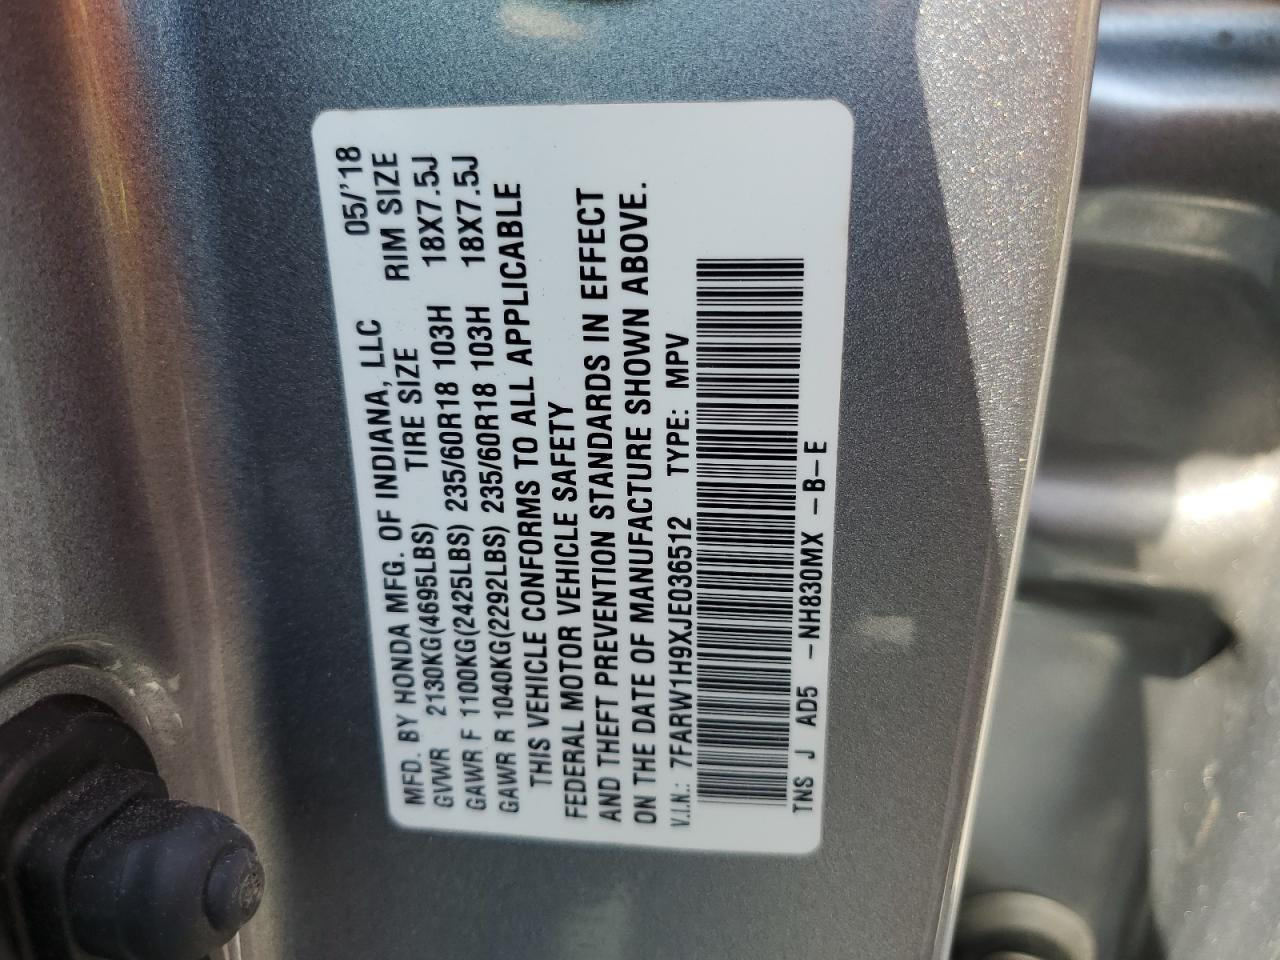 MFD. BY HONDA MFG. OF INDIANA, LLC 05/'18
GVWR 2130KG(4695LBS) TIRE SIZE RIM SIZE
GAWR F 1100KG(2425LBS) 235/60R18 103H 18X7.5J
GAWR R 1040KG(2292LBS) 235/60R18 103H 18X7.5J
THIS VEHICLE CONFORMS TO ALL APPLICABLE
FEDERAL MOTOR VEHICLE SAFETY
AND THEFT PREVENTION STANDARDS IN EFFECT
ON THE DATE OF MANUFACTURE SHOWN ABOVE.
V.I.N.: 7FARW1H9XJE036512 TYPE: MPV
TNS J AD5 -NH830MX -B-E